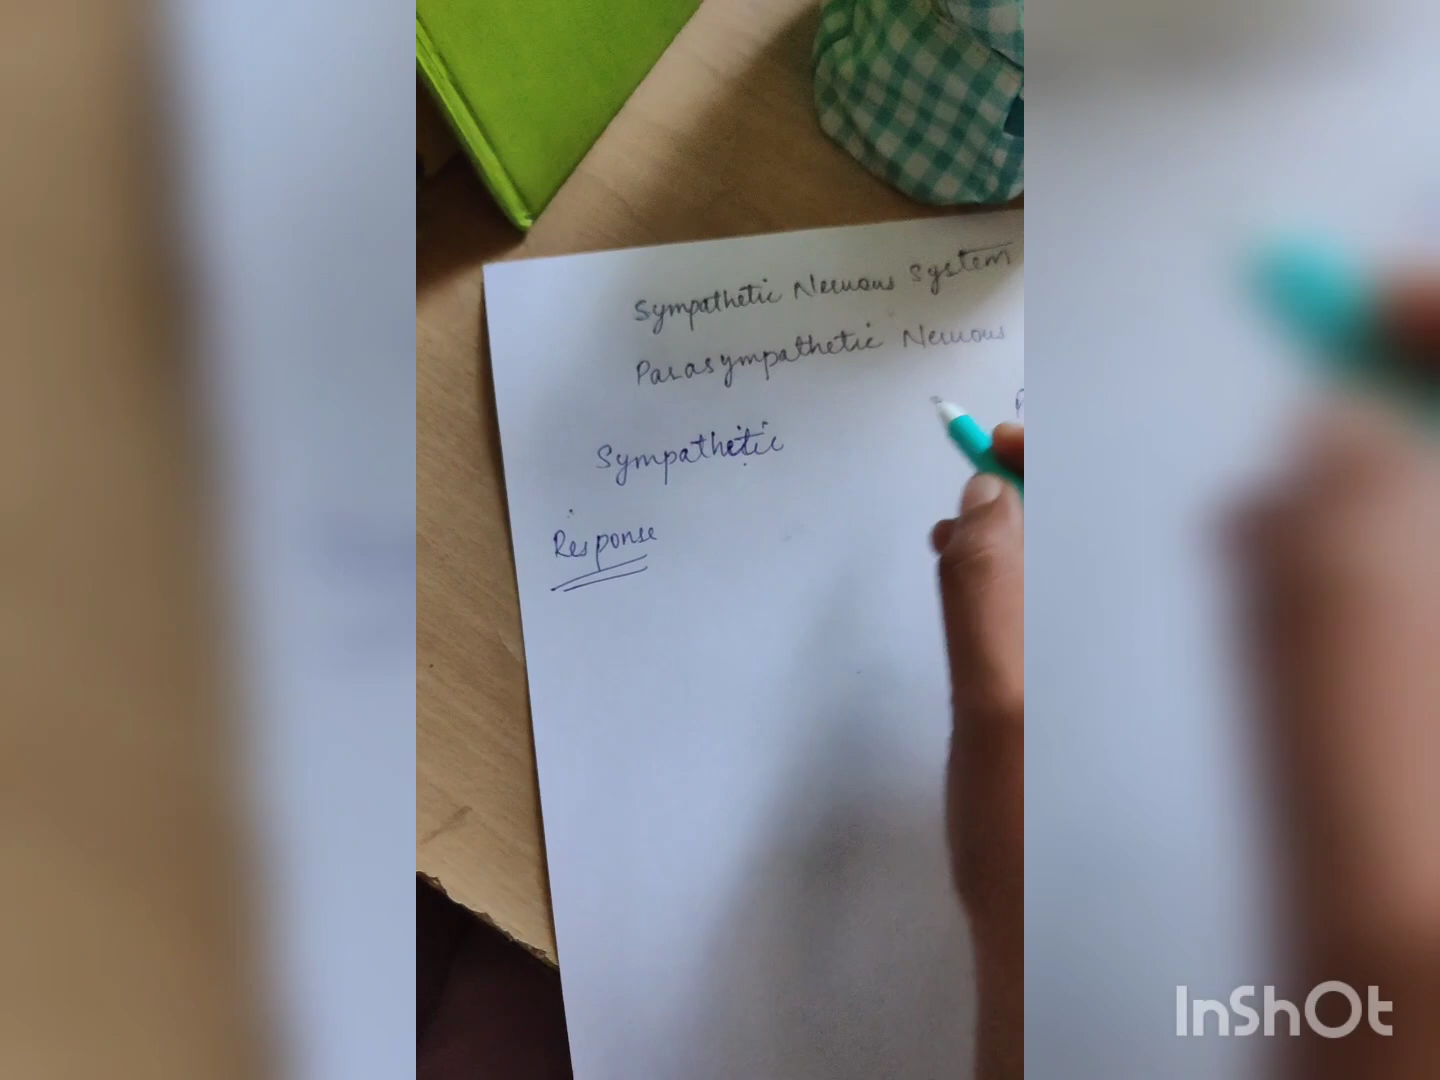 Sympathetic Nervous System
Parasympathetic Nervous
Sympathetic
Response
InShOt